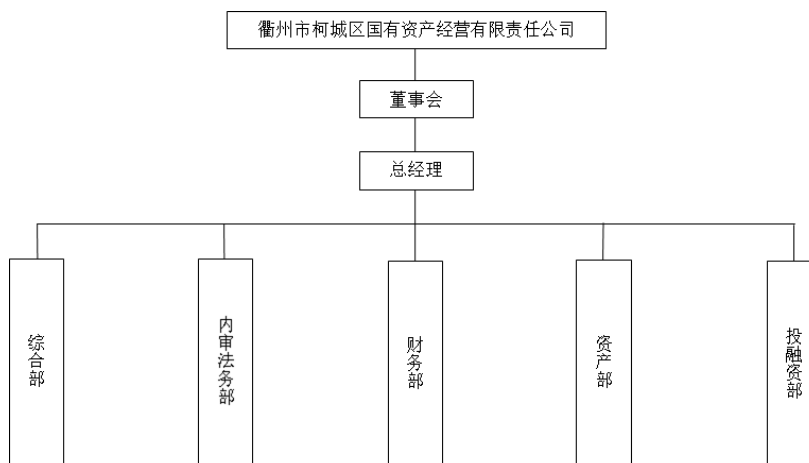 衢州市柯城区国有资产经营有限责任公司
董事会
总经理
综合部
内审法务部
财务部
资产部
投融资部